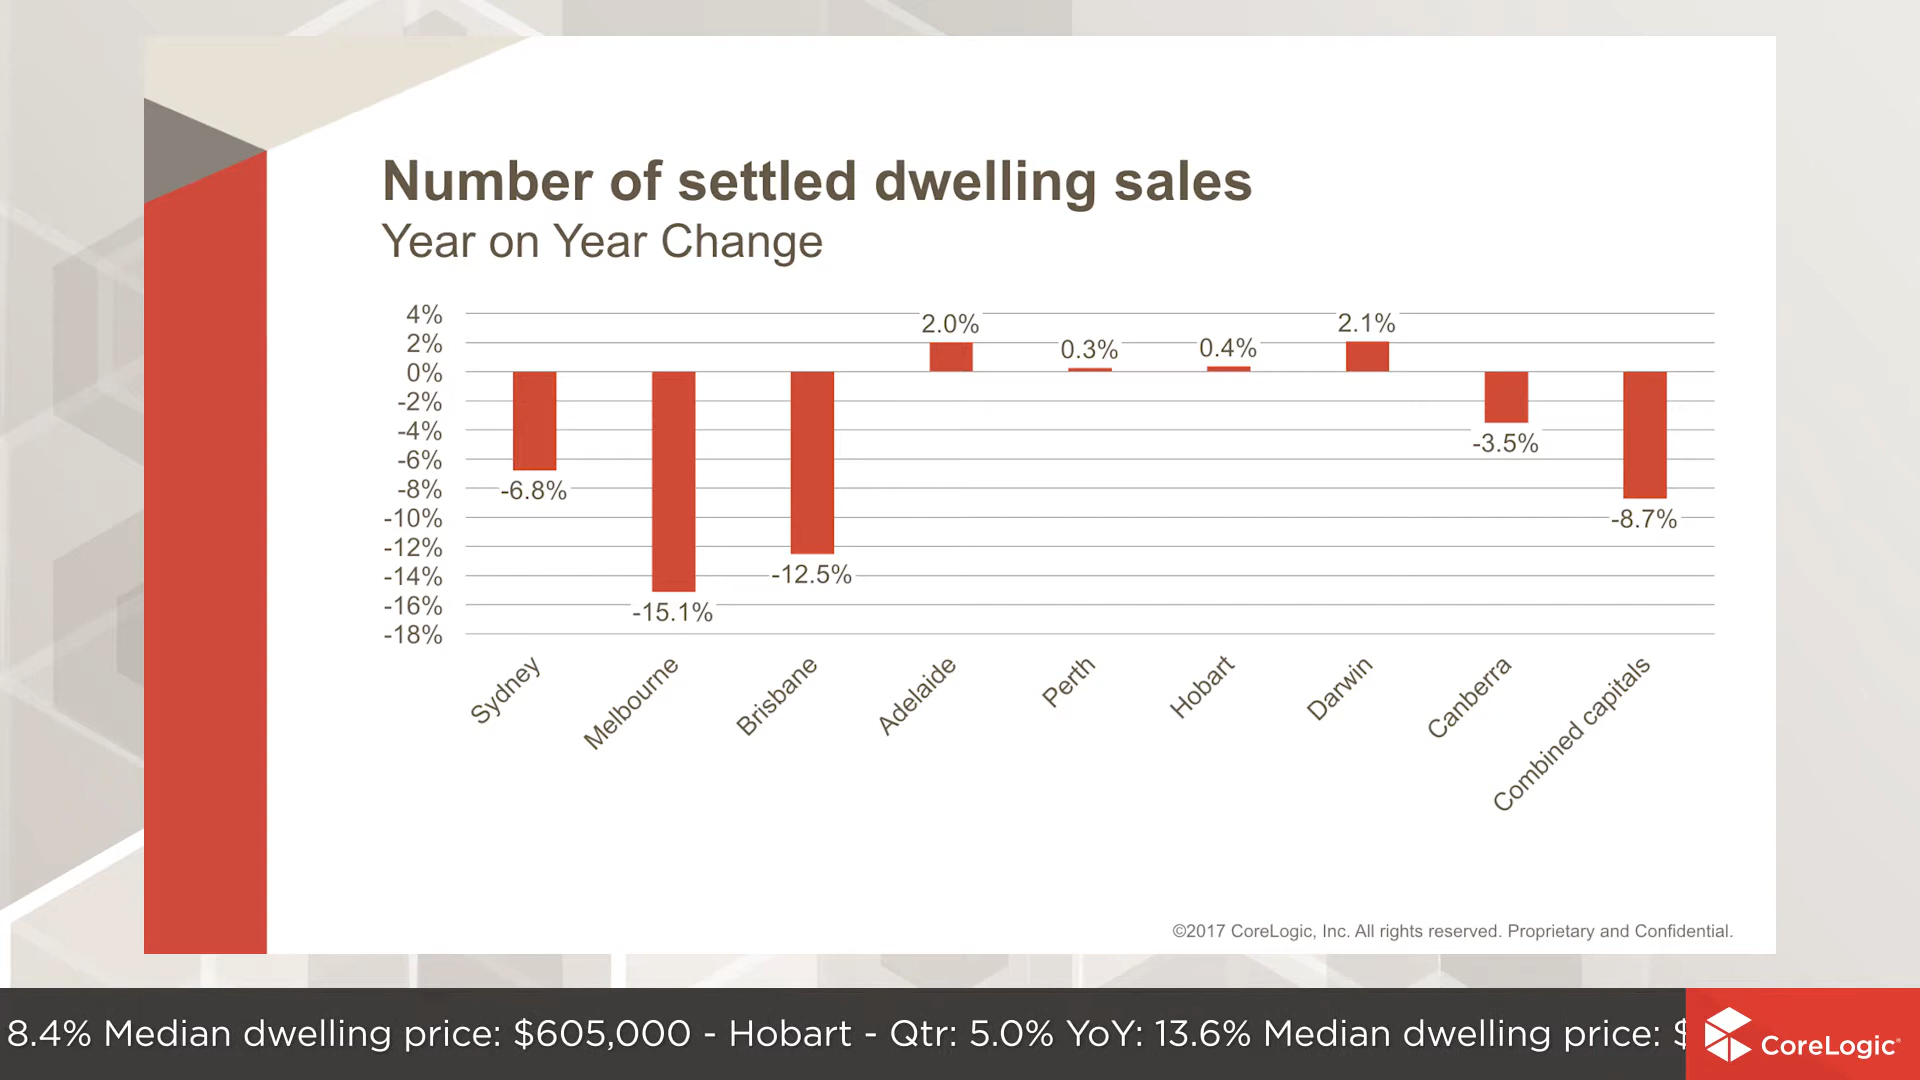 Number of settled dwelling sales
Year on Year Change
4%
2%
0%
-2%
-4%
-6%
-8%
-10%
-12%
-14%
-16%
-18%
-6.8%
-15.1%
-12.5%
2.0%
0.3%
0.4%
2.1%
-3.5%
-8.7%
Sydney
Melbourne
Brisbane
Adelaide
Perth
Hobart
Darwin
Canberra
Combined capitals
©2017 CoreLogic, Inc. All rights reserved. Proprietary and Confidential.
8.4% Median dwelling price: $605,000 - Hobart - Qtr: 5.0% YoY: 13.6% Median dwelling price: $
CoreLogic®